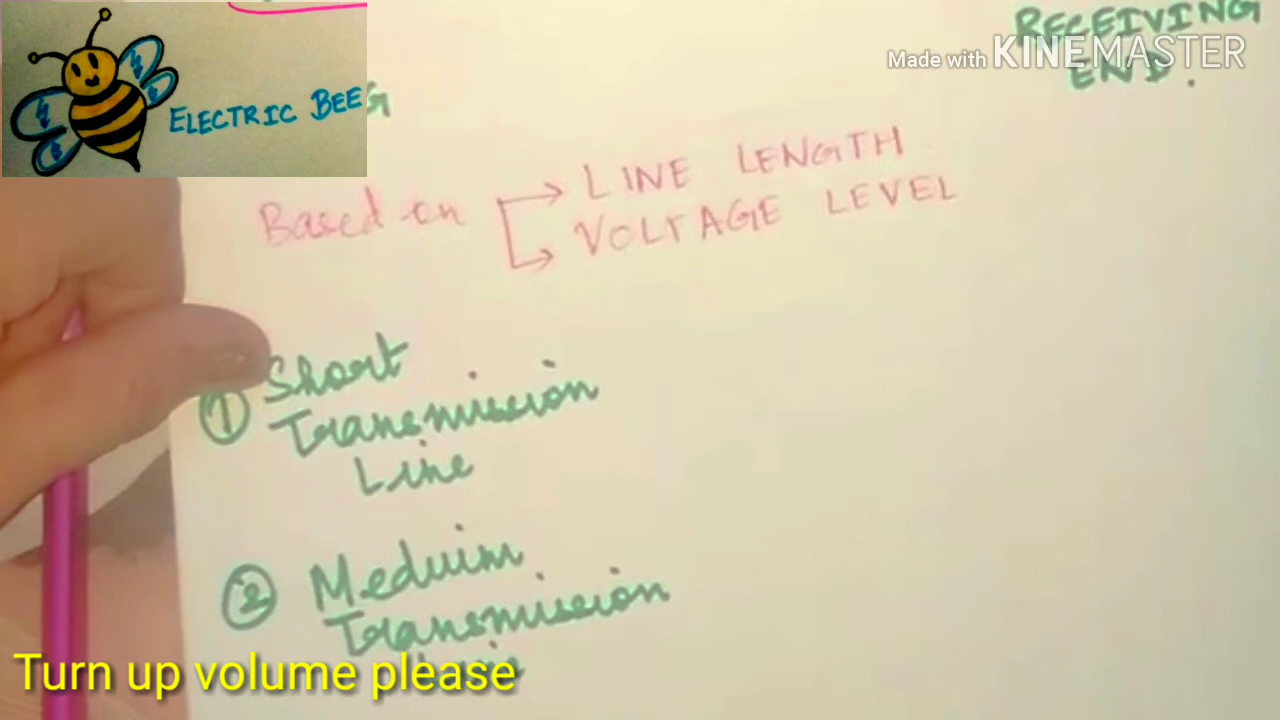 RECEIVING
END.
Made with KINEMASTER
ELECTRIC BEE
G
Based on → LINE LENGTH
→ VOLTAGE LEVEL
① Short
Transmission
Line
② Meduim
Transmission
Turn up volume please